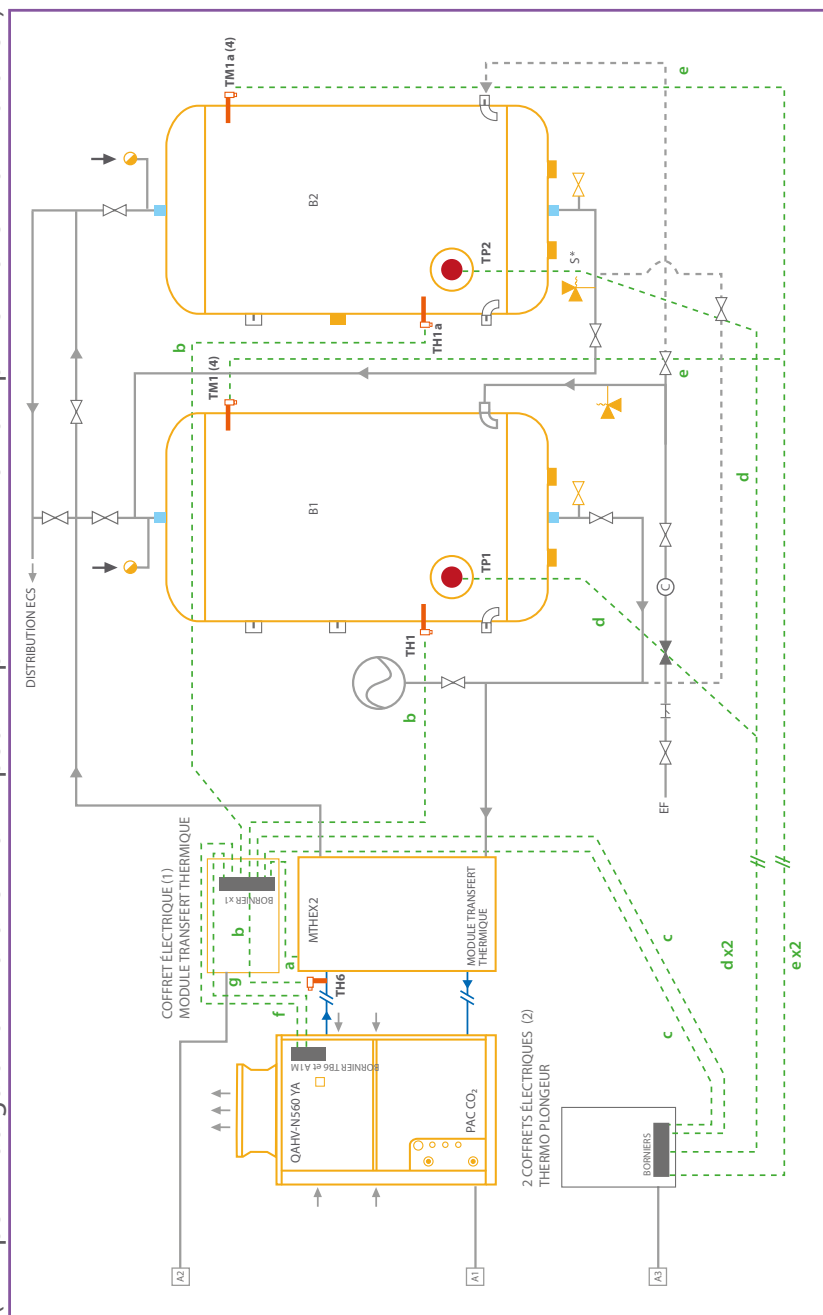 DISTRIBUTION ECS
TM1a (4)
e
B2
TP2
S*
TH1a
b
TM1 (4)
e
B1
TP1
d
d
TH1
b
C
EF
COFFRET ÉLECTRIQUE (1)
MODULE TRANSFERT THERMIQUE
BORNIER x1
b
a
g
f
MTHEX2
MODULE TRANSFERT
THERMIQUE
TH6
QAHV-N560 YA
BORNIER TB6 et A1M
PAC CO₂
c
c
d x2
e x2
2 COFFRETS ÉLECTRIQUES (2)
THERMO PLONGEUR
BORNIERS
A2
A1
A3